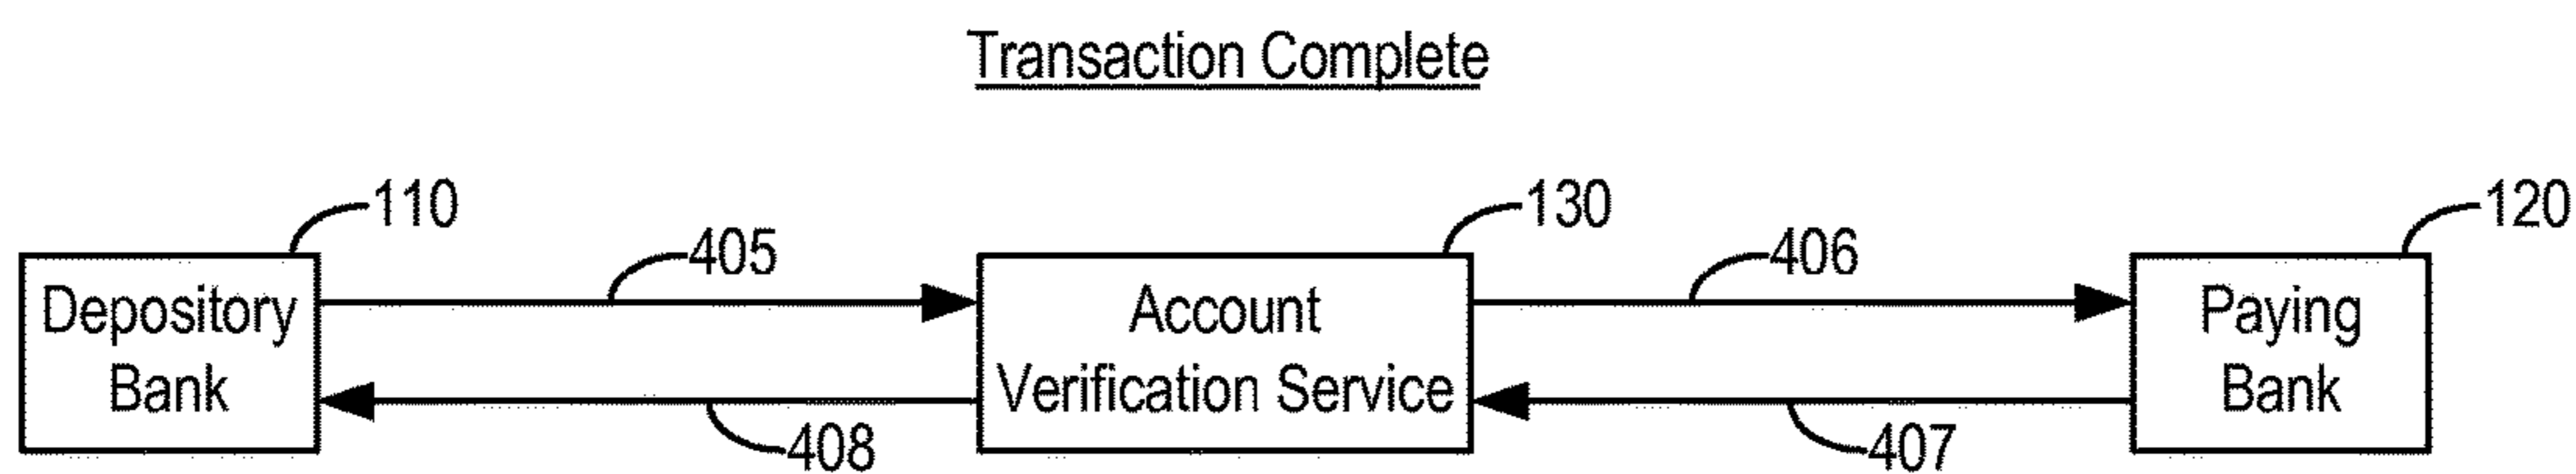 Transaction Complete
110
130
120
405
406
Depository
Bank
Account
Verification Service
Paying
Bank
408
407